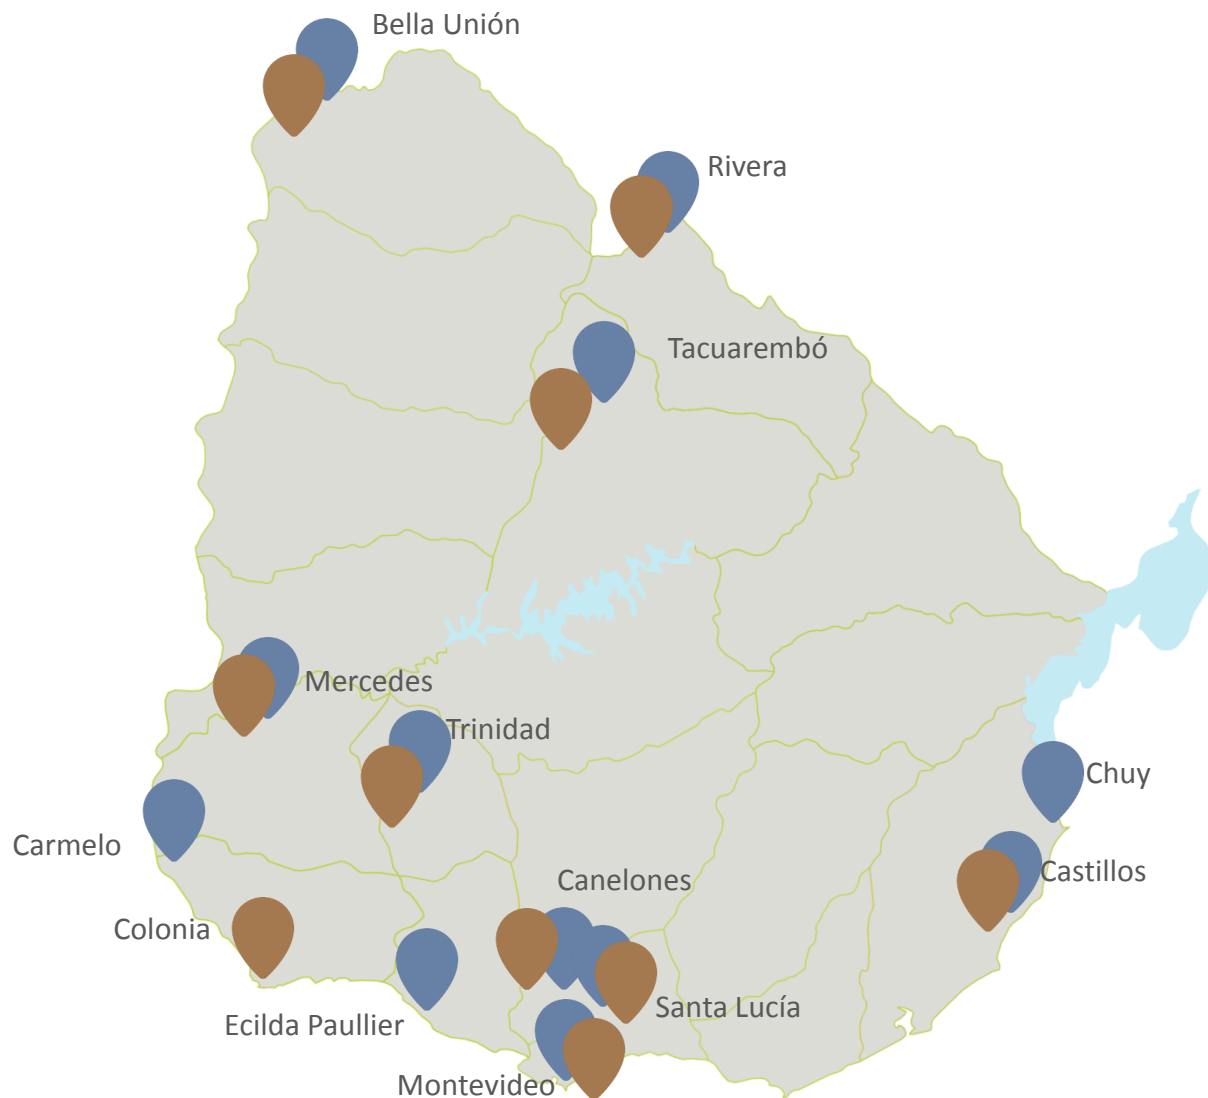 Bella Unión
Rivera
Tacuarembó
Mercedes
Trinidad
Chuy
Carmelo
Castillos
Canelones
Colonia
Santa Lucía
Ecilda Paullier
Montevideo